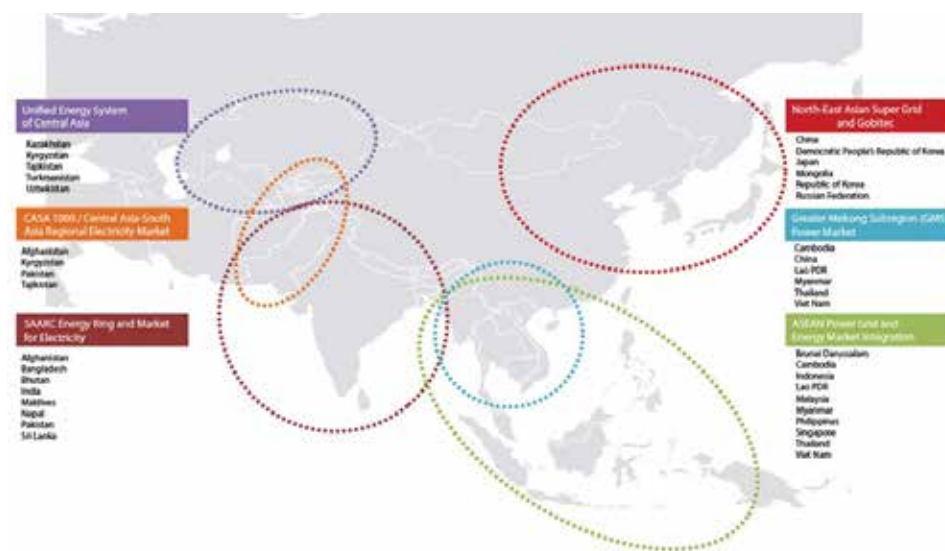 Unified Energy System
of Central Asia
Kazakhstan
Kyrgyzstan
Tajikistan
Turkmenistan
Uzbekistan
CASA 1000 / Central Asia-South
Asia Regional Electricity Market
Afghanistan
Kyrgyzstan
Pakistan
Tajikistan
SAARC Energy Ring and Market
for Electricity
Afghanistan
Bangladesh
Bhutan
India
Maldives
Nepal
Pakistan
Sri Lanka
North-East Asian Super Grid
and Gobitec
China
Democratic People's Republic of Korea
Japan
Mongolia
Republic of Korea
Russian Federation
Greater Mekong Subregion (GMS)
Power Market
Cambodia
China
Lao PDR
Myanmar
Thailand
Viet Nam
ASEAN Power Grid and
Energy Market Integration
Brunei Darussalam
Cambodia
Indonesia
Lao PDR
Malaysia
Myanmar
Philippines
Singapore
Thailand
Viet Nam